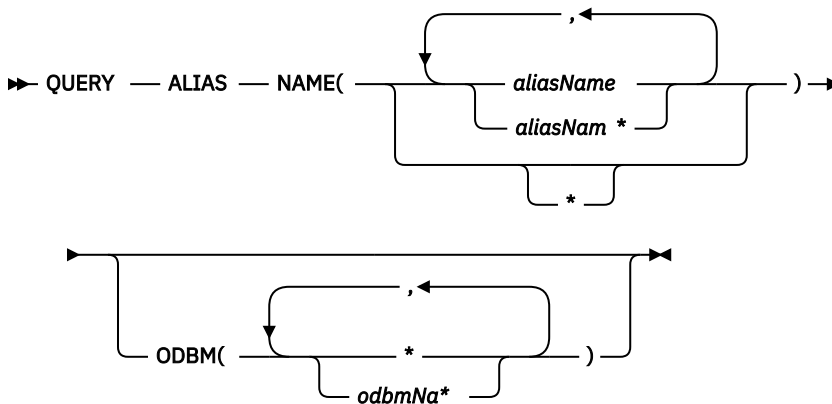 ,
QUERY ALIAS NAME( aliasName )
aliasNam *
*
,
ODBM( * )
odbmNa*